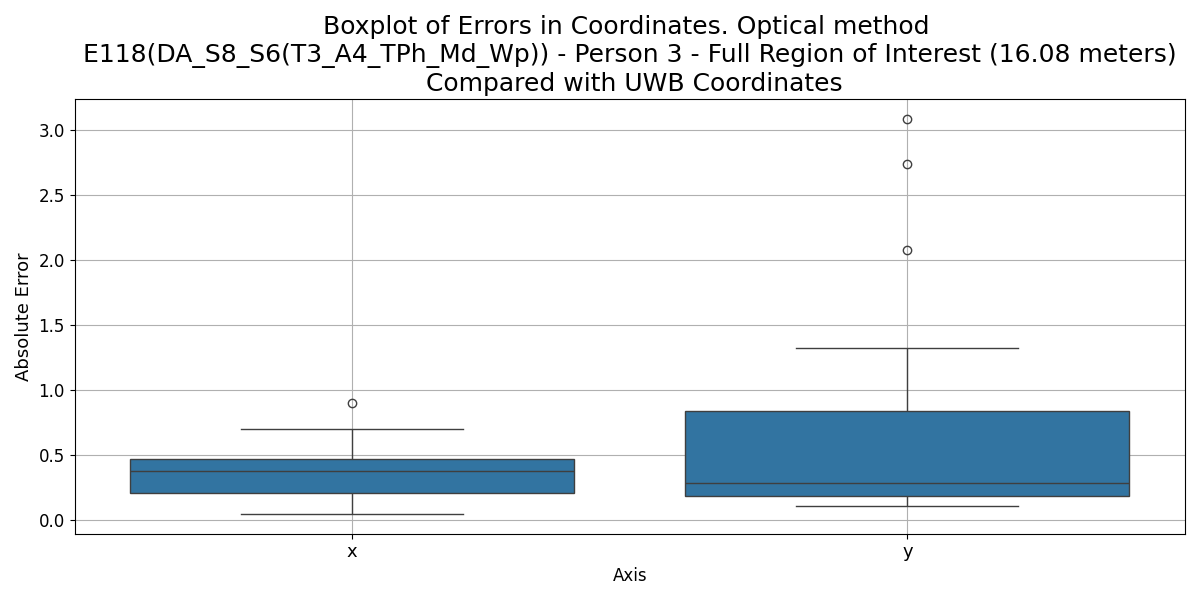 Boxplot of Errors in Coordinates. Optical method
E118(DA_S8_S6(T3_A4_TPh_Md_Wp)) - Person 3 - Full Region of Interest (16.08 meters)
Compared with UWB Coordinates
3.0
2.5
2.0
1.5
1.0
0.5
0.0
Absolute Error
x
y
Axis